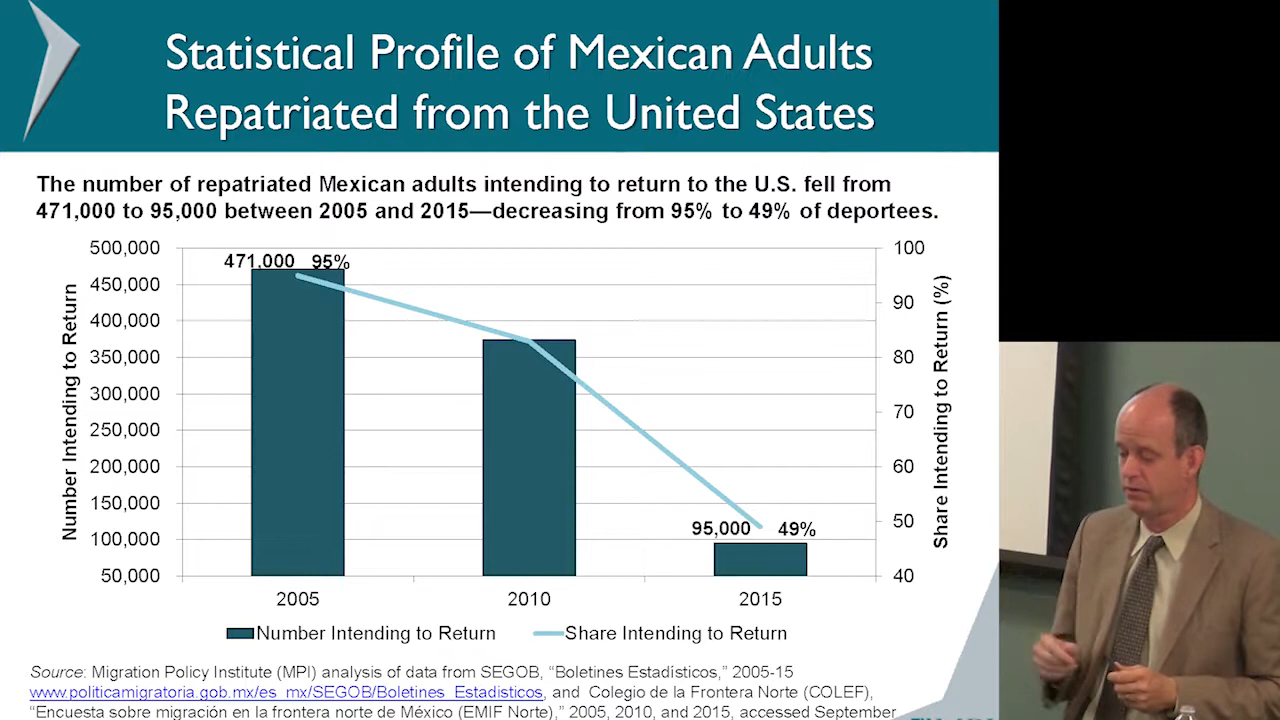 Statistical Profile of Mexican Adults
Repatriated from the United States
The number of repatriated Mexican adults intending to return to the U.S. fell from
471,000 to 95,000 between 2005 and 2015—decreasing from 95% to 49% of deportees.
Number Intending to Return
500,000
450,000
400,000
350,000
300,000
250,000
200,000
150,000
100,000
50,000
471,000 95%
95,000 49%
100
90
80
70
60
50
40
Share Intending to Return (%)
2005 2010 2015
Number Intending to Return Share Intending to Return
Source: Migration Policy Institute (MPI) analysis of data from SEGOB, “Boletines Estadísticos,” 2005-15
www.politicamigratoria.gob.mx/es_mx/SEGOB/Boletines_Estadisticos, and Colegio de la Frontera Norte (COLEF),
“Encuesta sobre migración en la frontera norte de México (EMIF Norte),” 2005, 2010, and 2015, accessed September